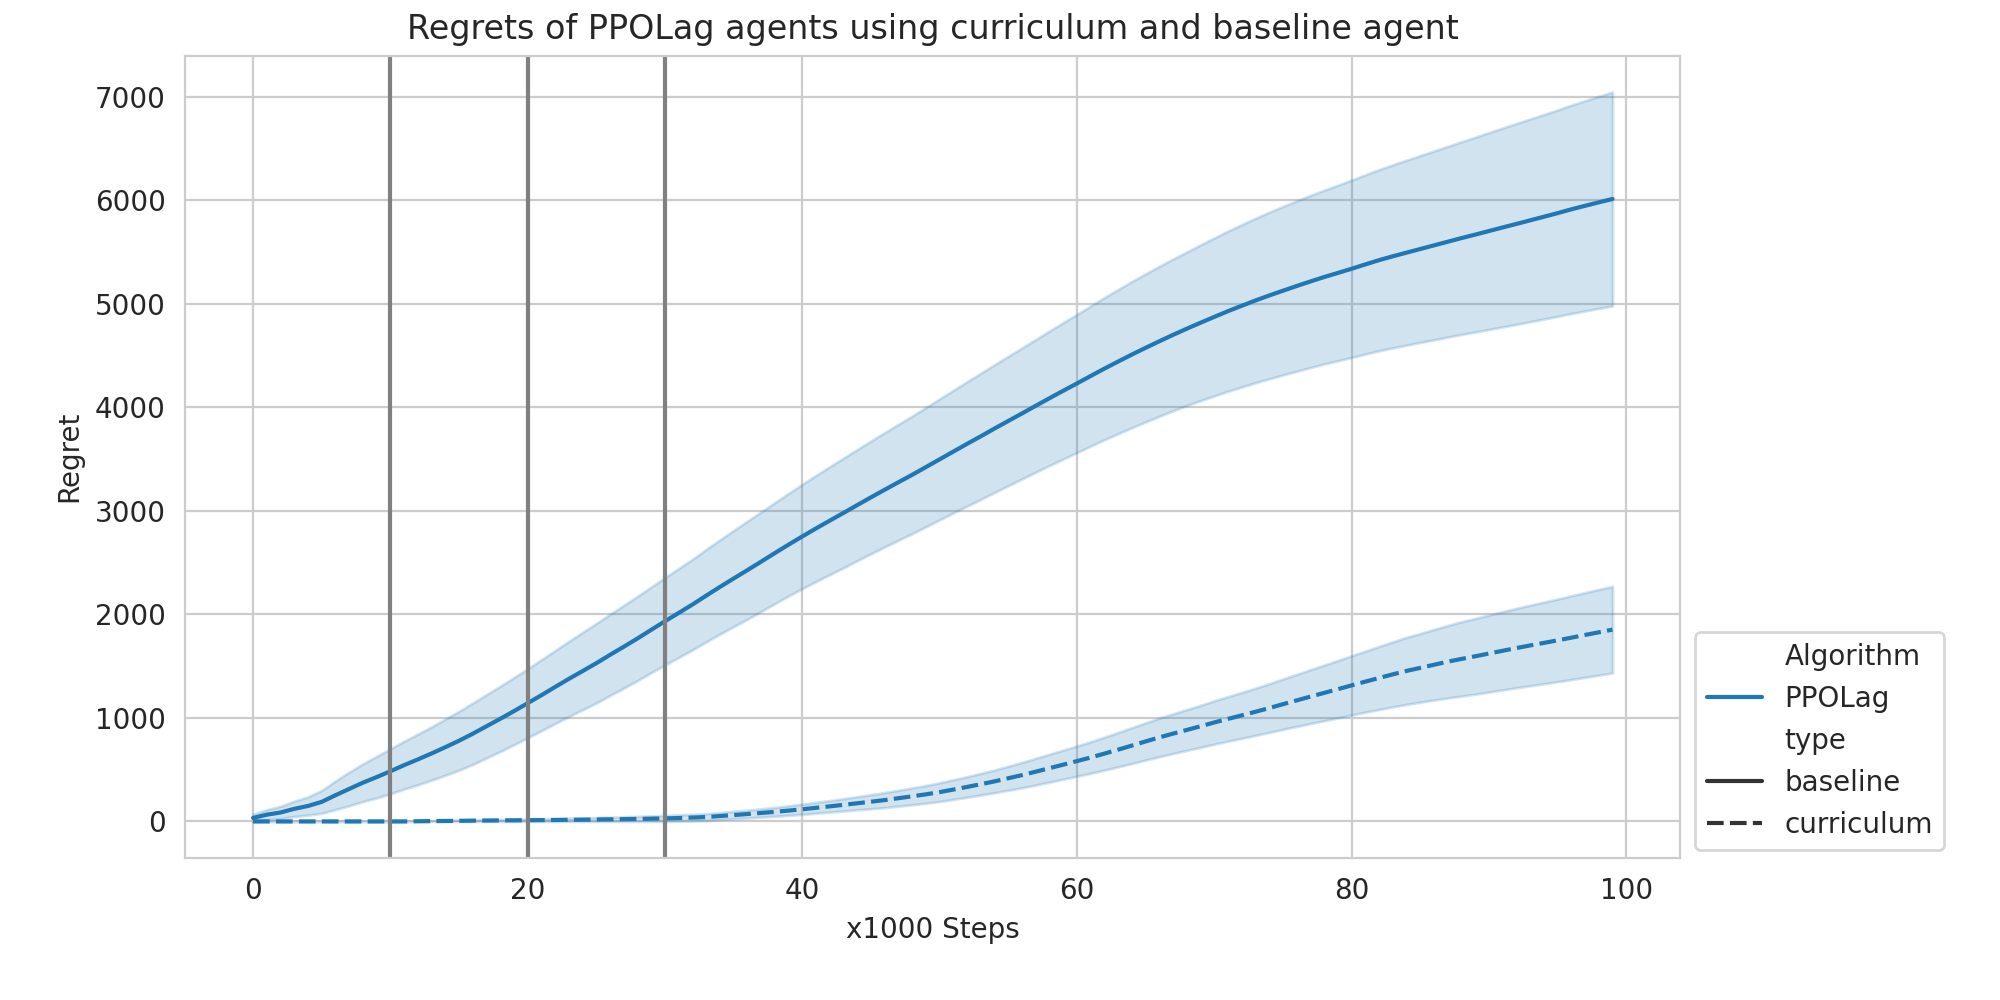 Regrets of PPOLag agents using curriculum and baseline agent
7000
6000
5000
4000
3000
2000
1000
0
Regret
0 20 40 60 80 100
x1000 Steps
Algorithm
PPOLag
type
baseline
curriculum